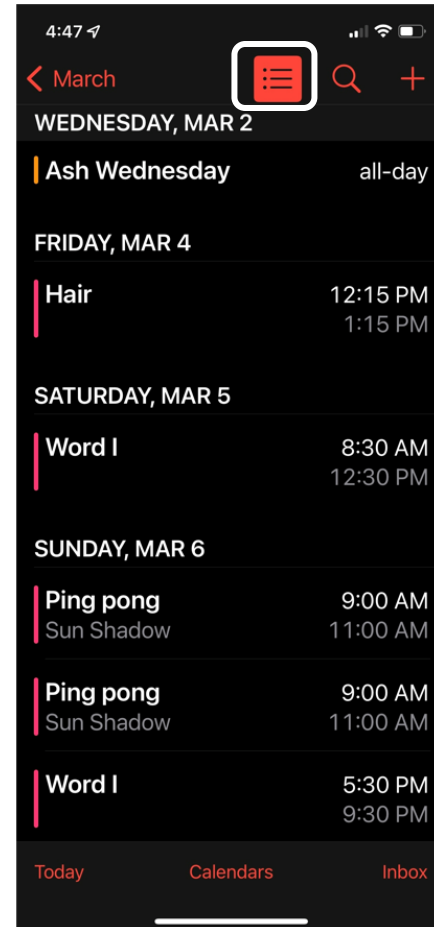 4:47
March
WEDNESDAY, MAR 2
Ash Wednesday all-day
FRIDAY, MAR 4
Hair 12:15 PM
1:15 PM
SATURDAY, MAR 5
Word I 8:30 AM
12:30 PM
SUNDAY, MAR 6
Ping pong 9:00 AM
Sun Shadow 11:00 AM
Ping pong 9:00 AM
Sun Shadow 11:00 AM
Word I 5:30 PM
9:30 PM
Today Calendars Inbox